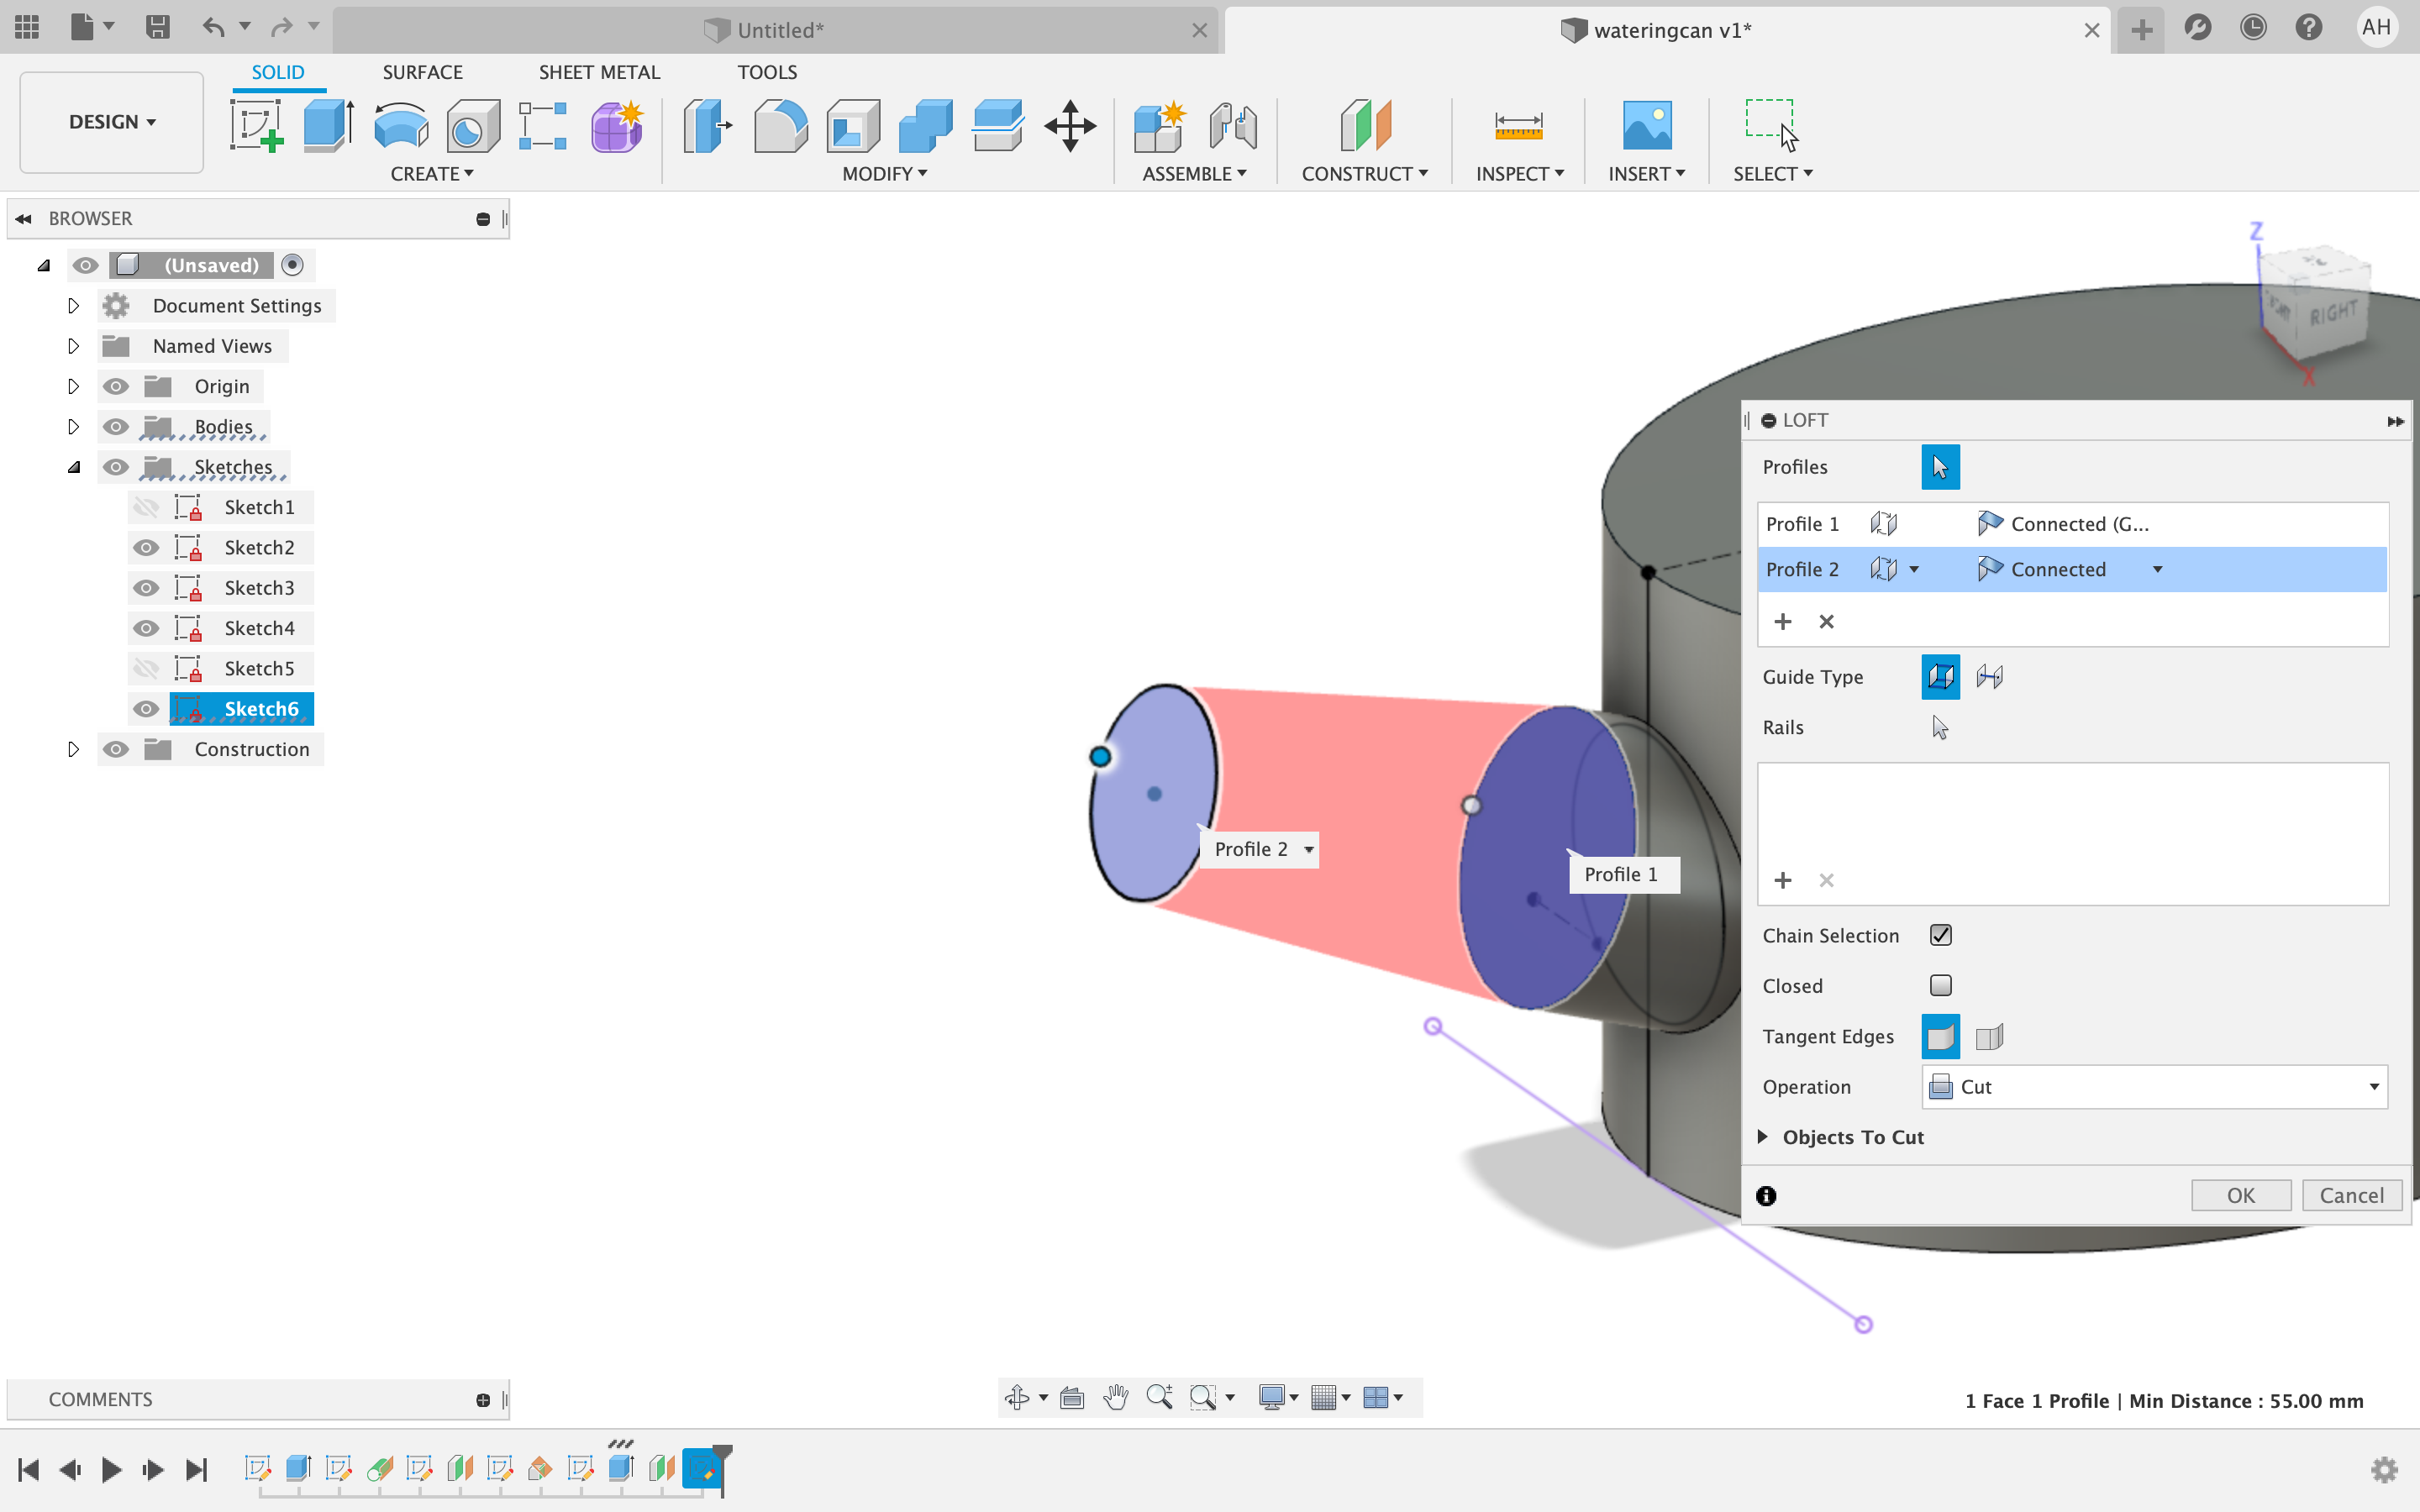 Untitled*
wateringcan v1*
AH
SOLID
SURFACE
SHEET METAL
TOOLS
DESIGN
CREATE
MODIFY
ASSEMBLE
CONSTRUCT
INSPECT
INSERT
SELECT
BROWSER
(Unsaved)
Document Settings
Named Views
Origin
Bodies
Sketches
Sketch1
Sketch2
Sketch3
Sketch4
Sketch5
Sketch6
Construction
Z
RIGHT
X
Profile 2
Profile 1
LOFT
Profiles
Profile 1 Connected (G...
Profile 2 Connected
Guide Type
Rails
Chain Selection
Closed
Tangent Edges
Operation Cut
Objects To Cut
OK Cancel
COMMENTS
1 Face 1 Profile | Min Distance : 55.00 mm